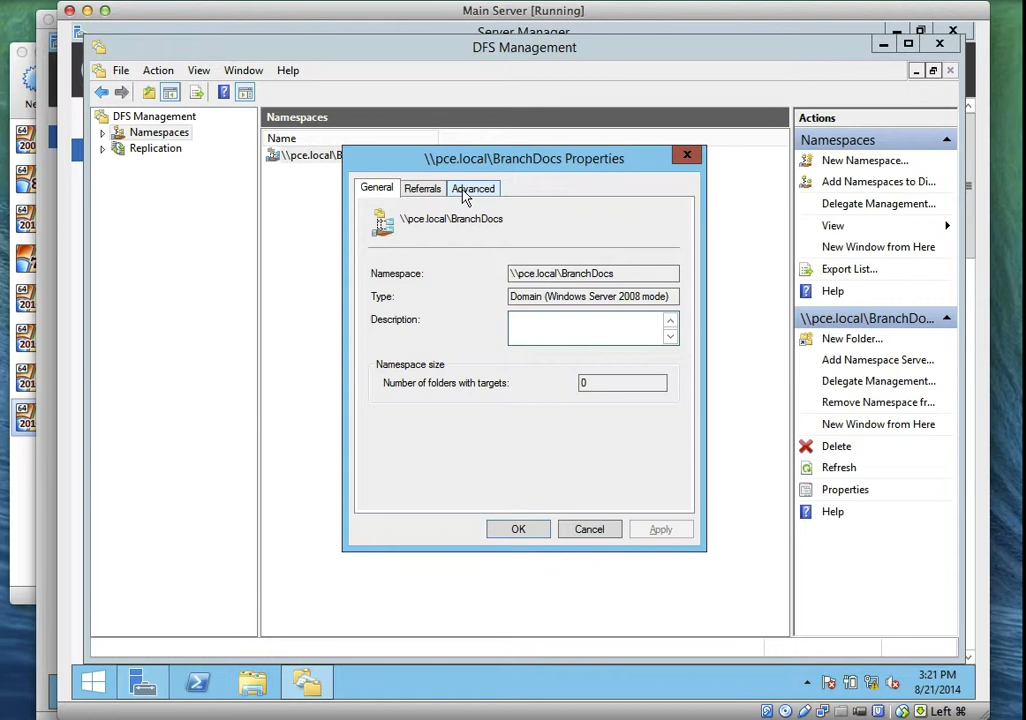 Main Server [Running]
Server Manager
DFS Management
File Action View Window Help
DFS Management
Namespaces
Replication
Namespaces
Name
\\pce.local\B
\\pce.local\BranchDocs Properties
General Referrals Advanced
\\pce.local\BranchDocs
Namespace: \\pce.local\BranchDocs
Type: Domain (Windows Server 2008 mode)
Description:
Namespace size
Number of folders with targets: 0
OK Cancel Apply
Actions
Namespaces
New Namespace...
Add Namespaces to Di...
Delegate Management...
View
New Window from Here
Export List...
Help
\\pce.local\BranchDo...
New Folder...
Add Namespace Serve...
Delegate Management...
Remove Namespace fr...
New Window from Here
Delete
Refresh
Properties
Help
3:21 PM
8/21/2014
Left ⌘